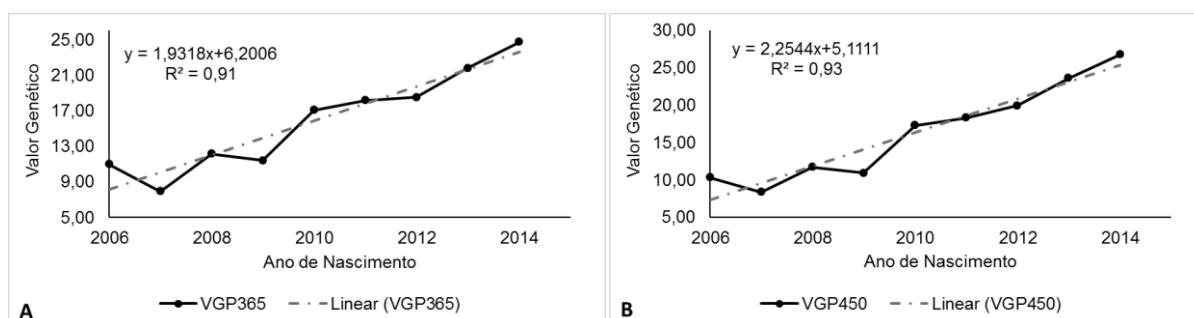 25,00
21,00
17,00
13,00
9,00
5,00
Valor Genético
y = 1,9318x+6,2006
R² = 0,91
2006 2008 2010 2012 2014
Ano de Nascimento
VGP365 Linear (VGP365)
A
30,00
25,00
20,00
15,00
10,00
5,00
Valor Genético
y = 2,2544x+5,1111
R² = 0,93
2006 2008 2010 2012 2014
Ano de Nascimento
VGP450 Linear (VGP450)
B